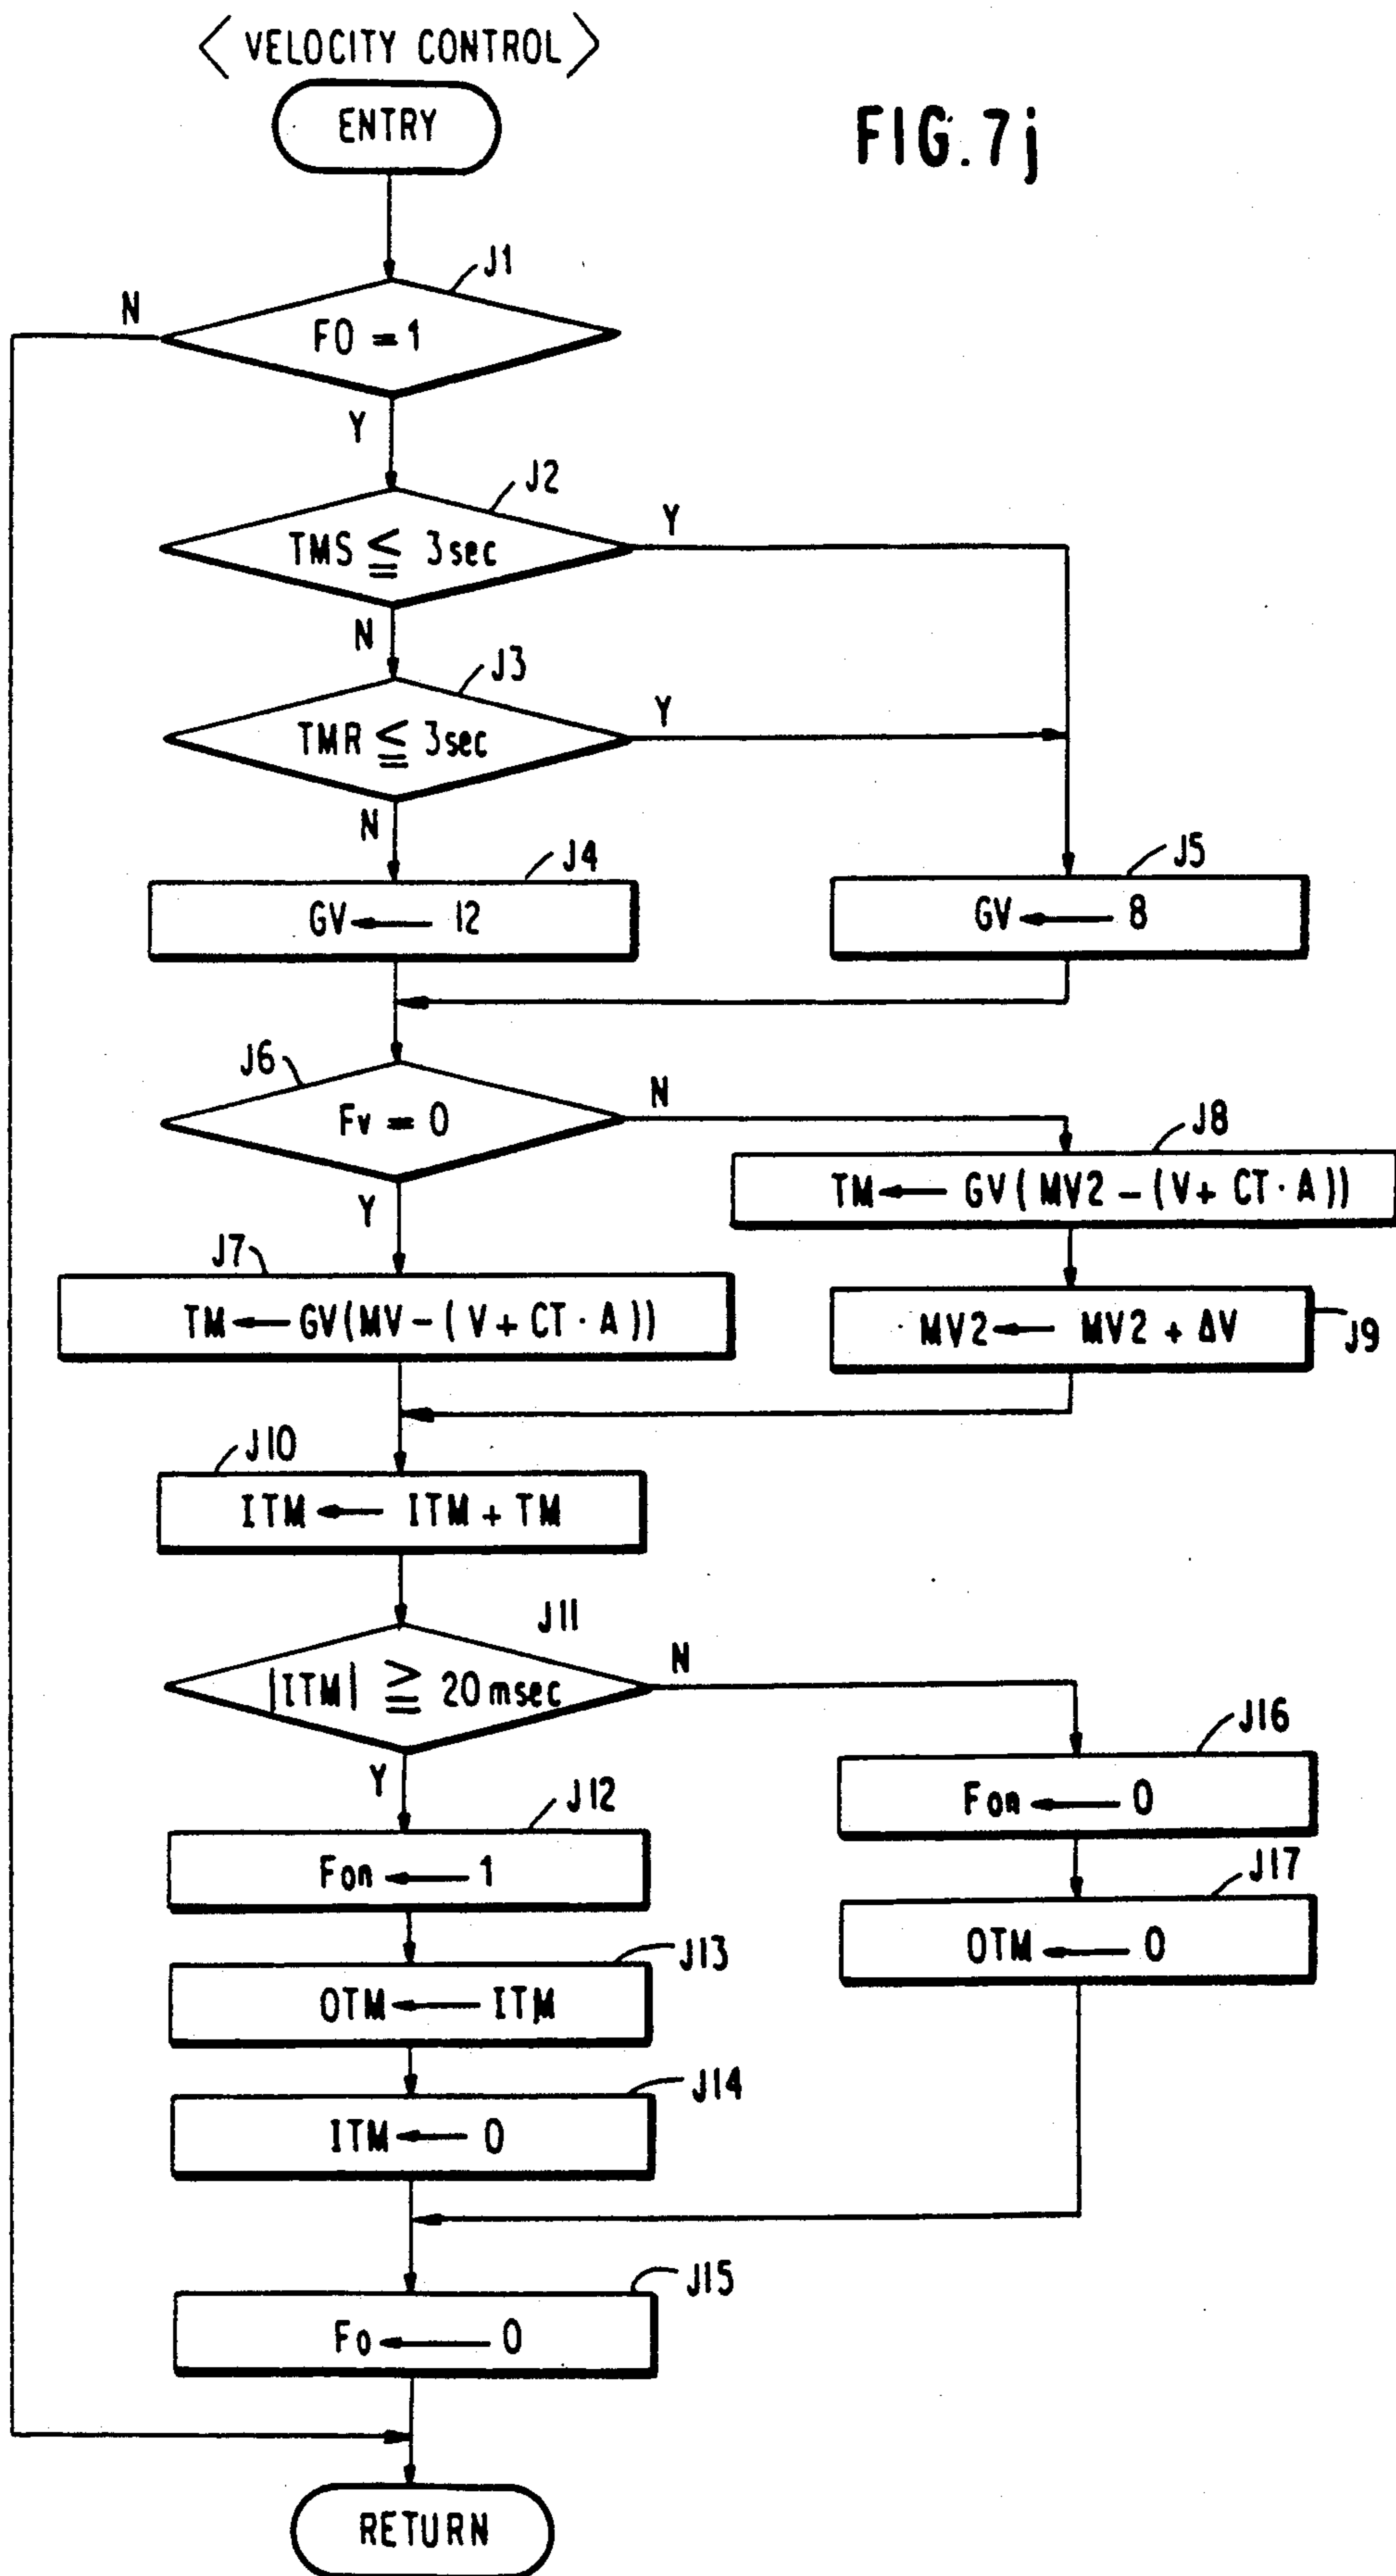 〈 VELOCITY CONTROL 〉
ENTRY
FIG. 7j
J1
N
F0 = 1
Y
J2
TMS ≦ 3sec
Y
N
J3
TMR ≦ 3sec
Y
N
J4
GV ← 12
J5
GV ← 8
J6
Fv = 0
N
Y
J8
TM ← GV(MV2 - (V + CT · A))
J7
TM ← GV(MV - (V + CT · A))
MV2 ← MV2 + ΔV
J9
J10
ITM ← ITM + TM
J11
|ITM| ≧ 20msec
N
Y
J16
Fon ← 0
J12
Fon ← 1
J17
OTM ← 0
J13
OTM ← ITM
J14
ITM ← 0
J15
Fo ← 0
RETURN